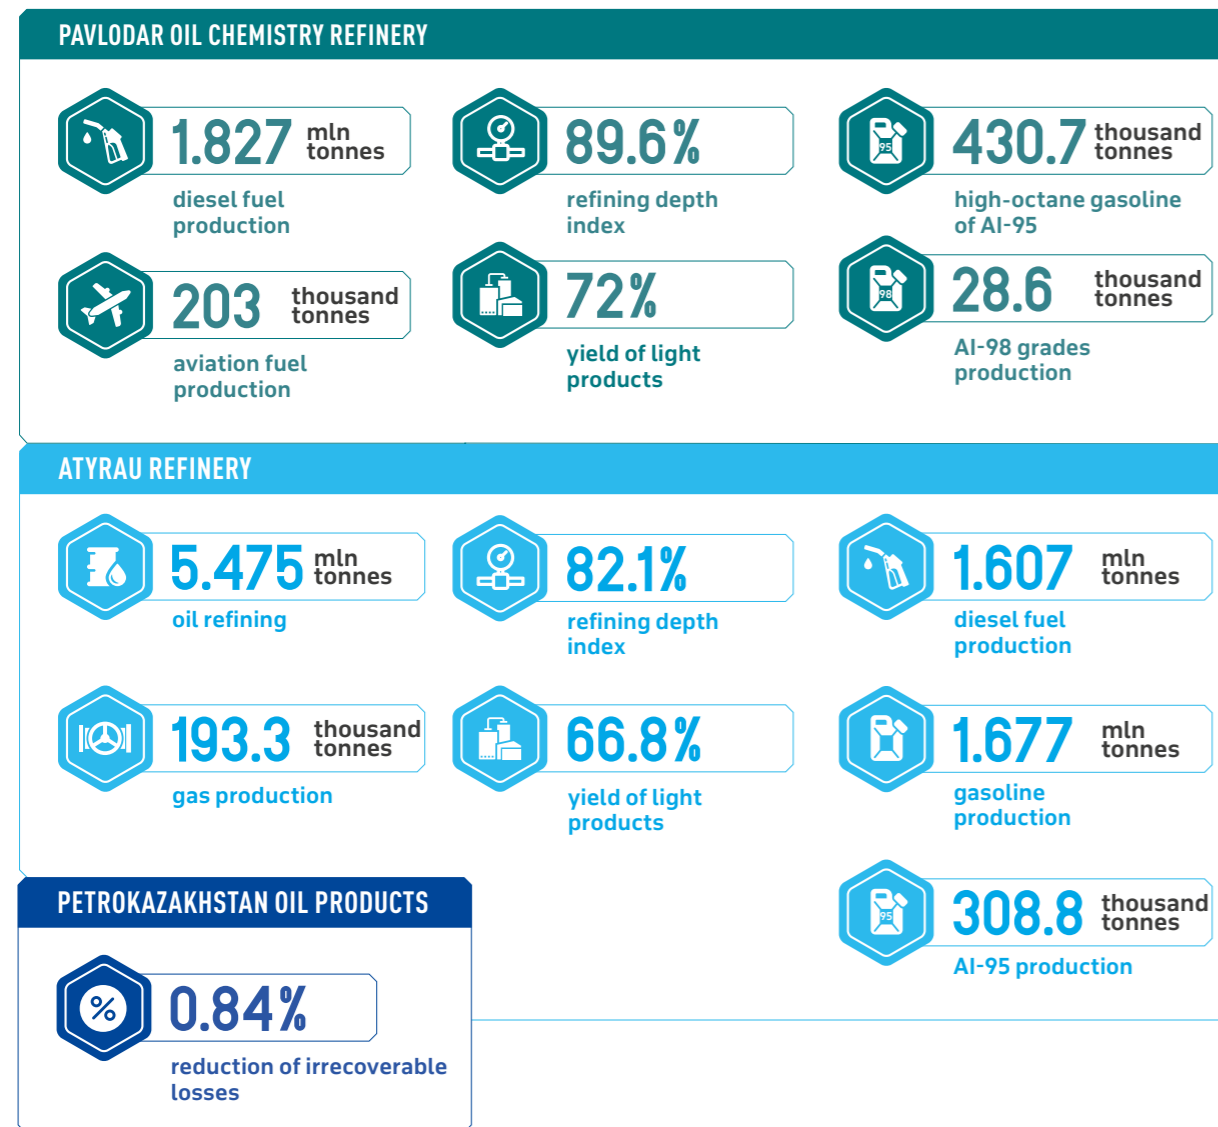 PAVLODAR OIL CHEMISTRY REFINERY
1.827 mln
tonnes
diesel fuel
production
89.6%
refining depth
index
95
430.7 thousand
tonnes
high-octane gasoline
of AI-95
203 thousand
tonnes
aviation fuel
production
72%
yield of light
products
98
28.6 thousand
tonnes
AI-98 grades
production
ATYRAU REFINERY
5.475 mln
tonnes
oil refining
82.1%
refining depth
index
1.607 mln
tonnes
diesel fuel
production
193.3 thousand
tonnes
gas production
66.8%
yield of light
products
1.677 mln
tonnes
gasoline
production
95
308.8 thousand
tonnes
AI-95 production
PETROKAZAKHSTAN OIL PRODUCTS
%
0.84%
reduction of irrecoverable
losses